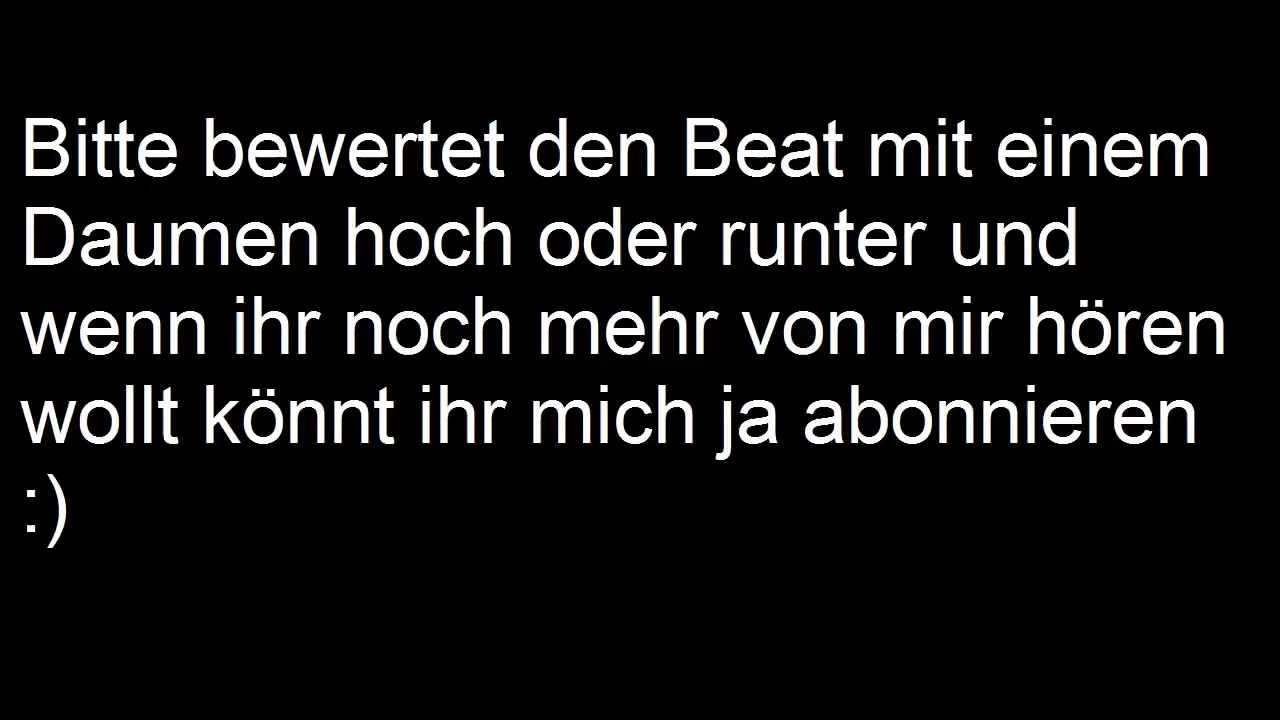 Bitte bewertet den Beat mit einem
Daumen hoch oder runter und
wenn ihr noch mehr von mir hören
wollt könnt ihr mich ja abonnieren
:)